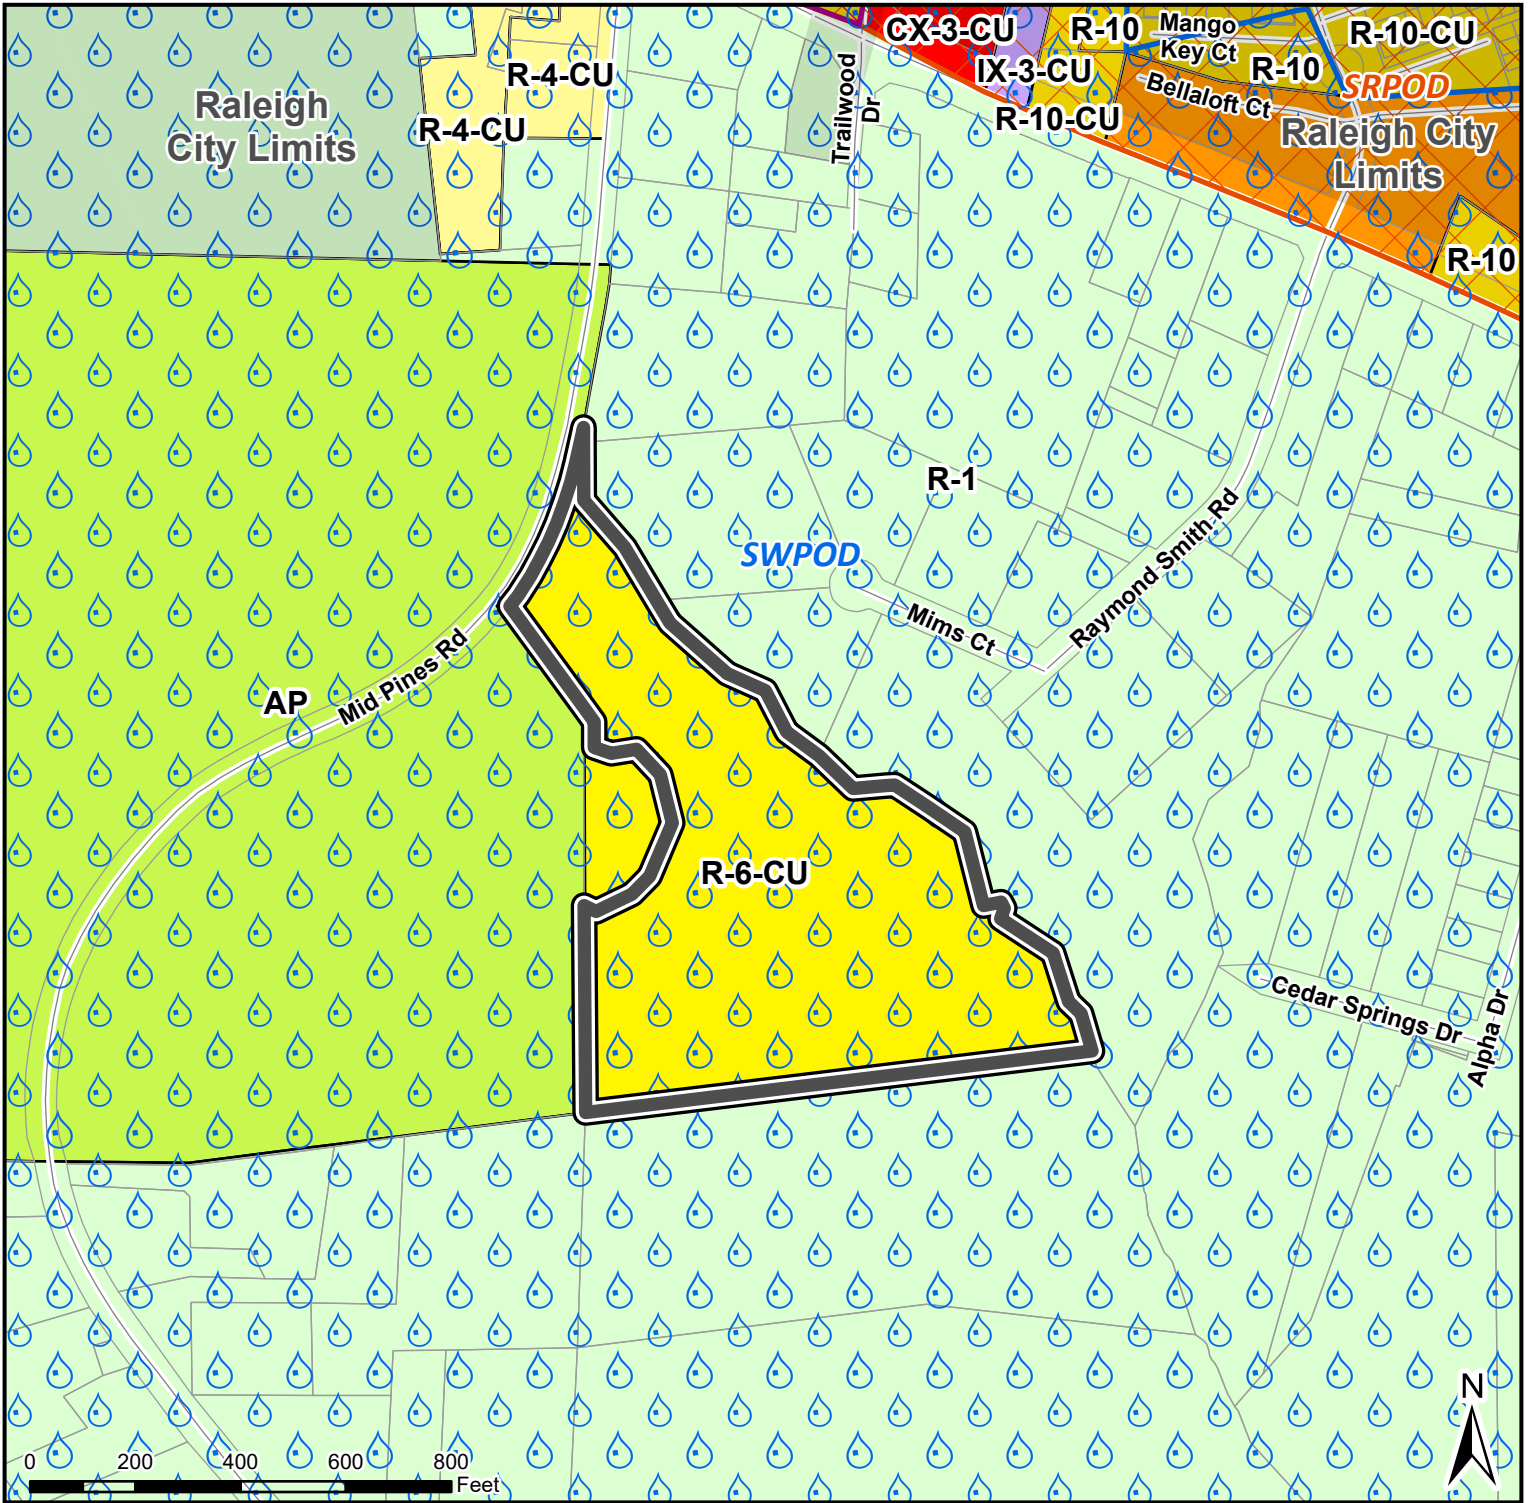 CX-3-CU
R-10
Mango
Key Ct
R-10-CU
R-4-CU
IX-3-CU
R-10
SRPOD
Raleigh
City Limits
R-4-CU
Trailwood
Dr
R-10-CU
Bellaloft Ct
Raleigh City
Limits
R-10
R-1
SWPOD
Raymond Smith Rd
Mims Ct
AP
Mid Pines Rd
R-6-CU
Cedar Springs Dr
Alpha Dr
N
0 200 400 600 800
Feet